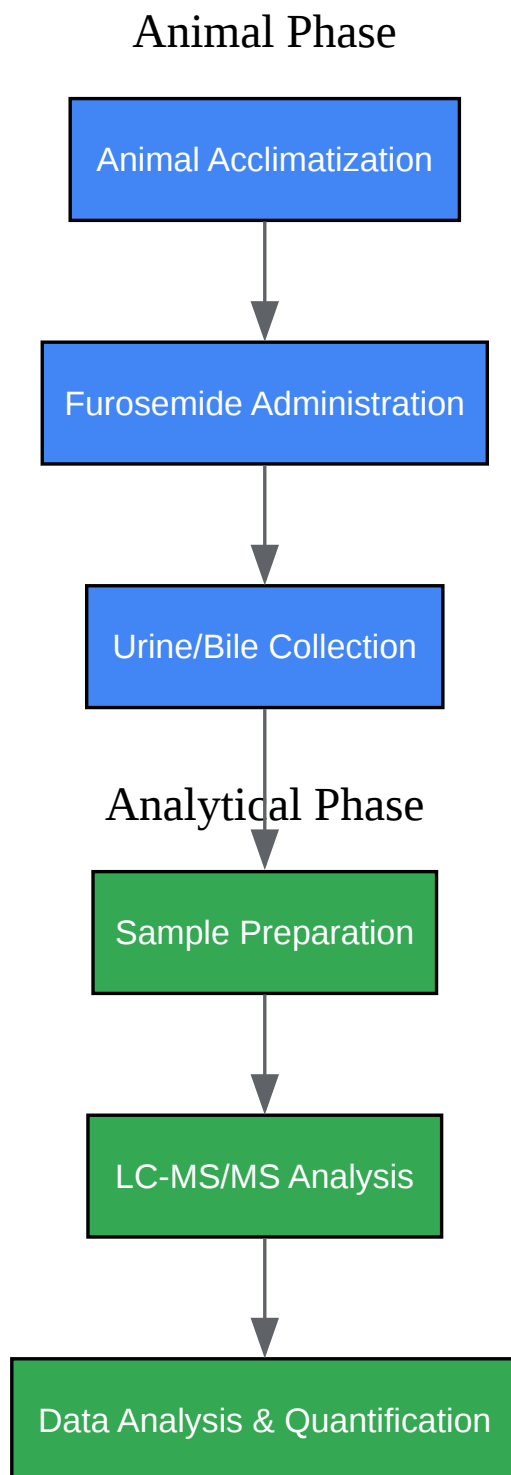 Animal Phase
Animal Acclimatization
Furosemide Administration
Urine/Bile Collection
Analytical Phase
Sample Preparation
LC-MS/MS Analysis
Data Analysis & Quantification